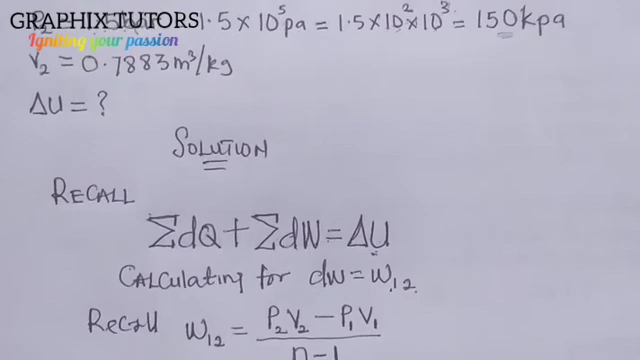 GRAPHIX TUTORS
Igniting your passion
1.5 × 10⁵pa = 1.5×10²×10³ = 150kpa
V₂ = 0.7883m³/kg
ΔU = ?
SOLUTION
RECALL
ΣdQ + ΣdW = ΔU
CALCULATING for dw = W₁₂.
Recall W₁₂ = P₂V₂ − P₁V₁ / n−1